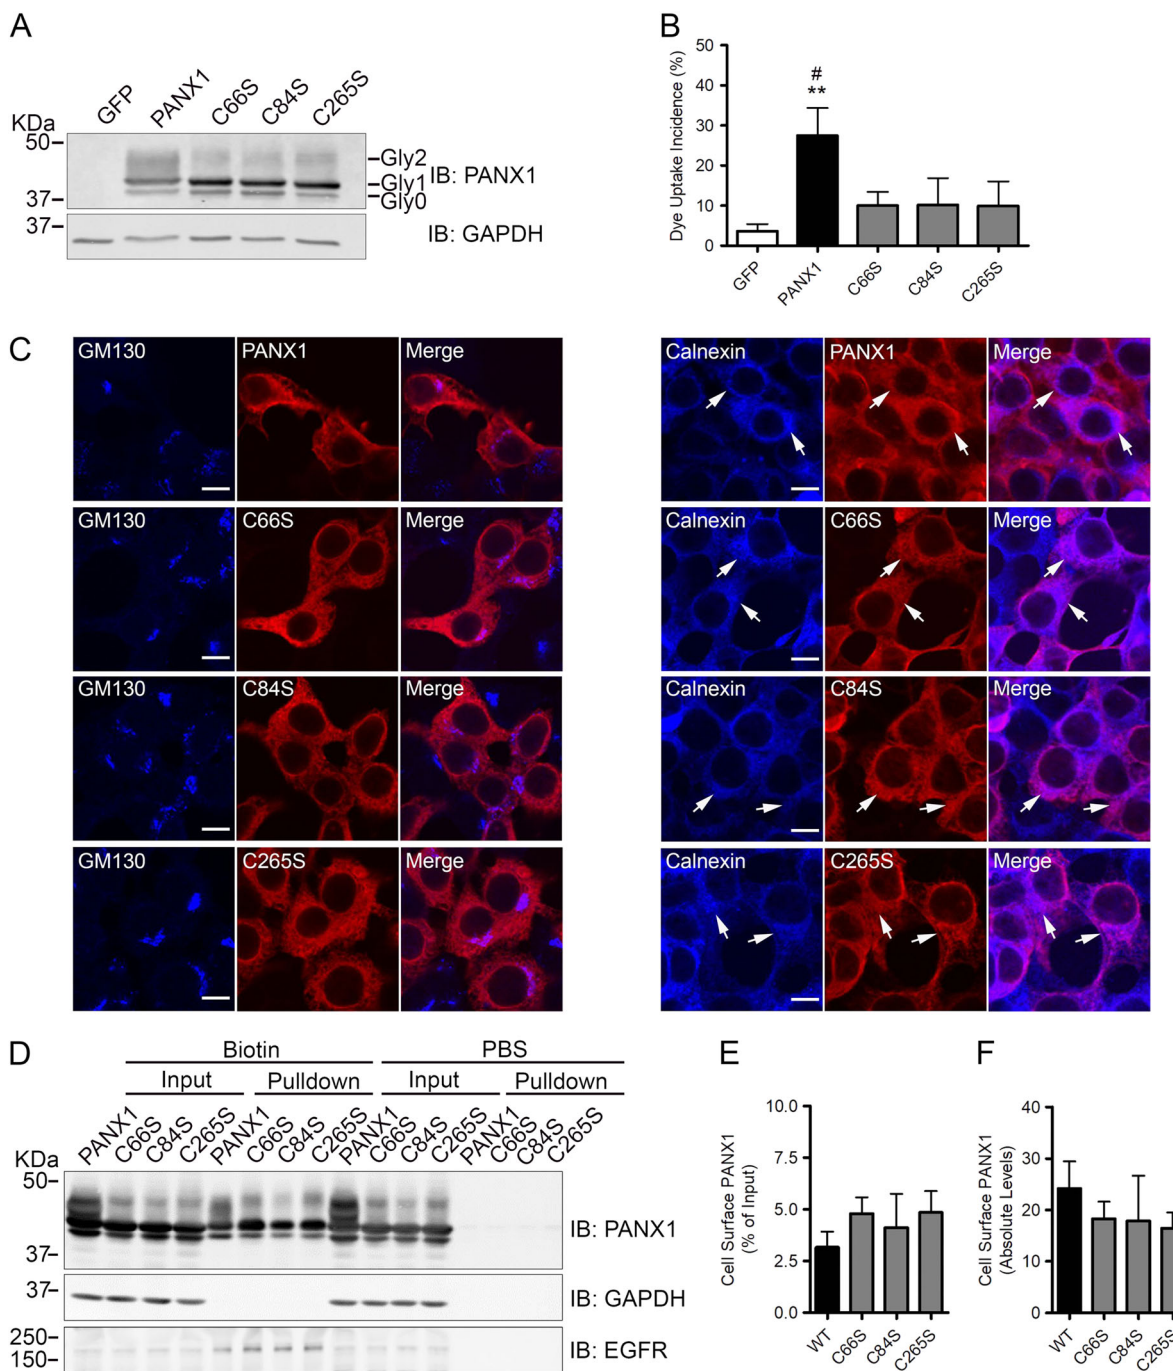 A
GFP
PANX1
C66S
C84S
C265S
KDa
50
37
37
Gly2
Gly1
Gly0
IB: PANX1
IB: GAPDH
B
Dye Uptake Incidence (%)
50
40
30
20
10
0
#
**
GFP
PANX1
C66S
C84S
C265S
C
GM130 PANX1 Merge
GM130 C66S Merge
GM130 C84S Merge
GM130 C265S Merge
Calnexin PANX1 Merge
Calnexin C66S Merge
Calnexin C84S Merge
Calnexin C265S Merge
D
Biotin PBS
Input Pulldown Input Pulldown
PANX1 C66S C84S C265S PANX1 C66S C84S C265S PANX1 C66S C84S C265S PANX1 C66S C84S C265S
KDa
50
37
IB: PANX1
37
IB: GAPDH
250
150
IB: EGFR
E
Cell Surface PANX1
(% of Input)
10.0
7.5
5.0
2.5
0.0
WT
C66S
C84S
C265S
F
Cell Surface PANX1
(Absolute Levels)
40
30
20
10
0
WT
C66S
C84S
C265S